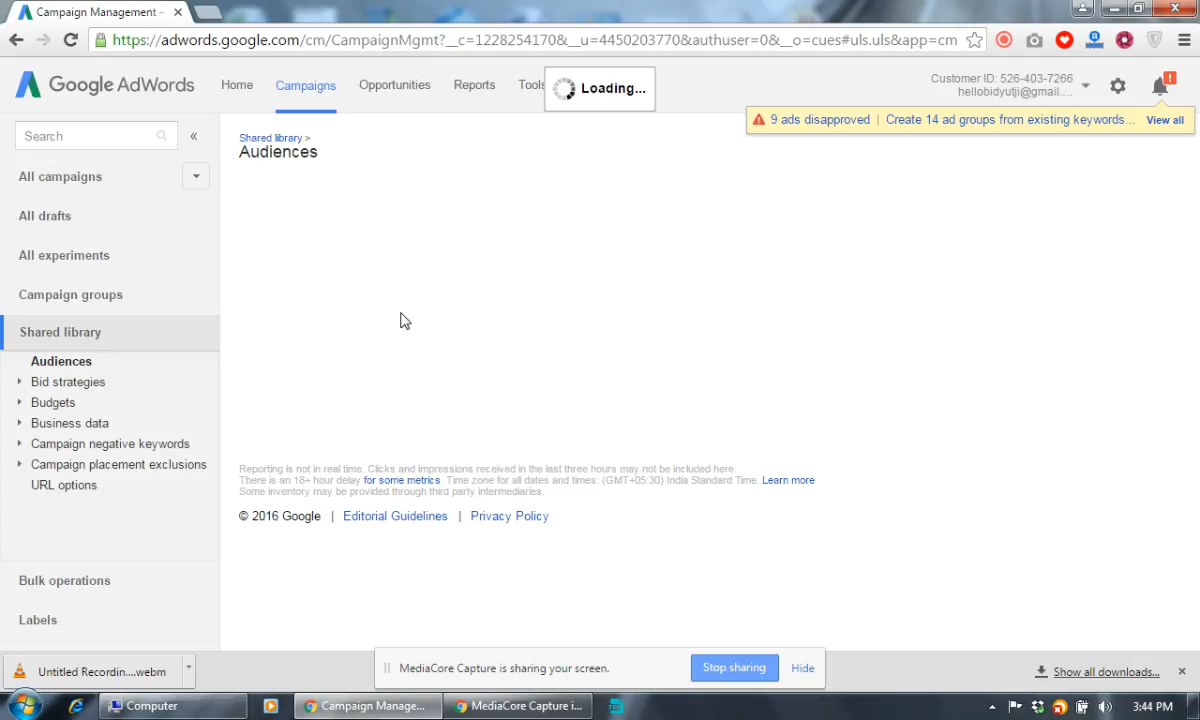 Campaign Management –
https://adwords.google.com/cm/CampaignMgmt?__c=12282541​70&__u=4450203770&authuser=0&__o=cues#uls.uls&app=cm
Google AdWords
Home
Campaigns
Opportunities
Reports
Tools
Loading...
Customer ID: 526-403-7266
hellobidyutji@gmail....
9 ads disapproved | Create 14 ad groups from existing keywords... View all
Search
«
Shared library >
Audiences
All campaigns
All drafts
All experiments
Campaign groups
Shared library
Audiences
Bid strategies
Budgets
Business data
Campaign negative keywords
Campaign placement exclusions
URL options
Bulk operations
Labels
Reporting is not in real time. Clicks and impressions received in the last three hours may not be included here.
There is an 18+ hour delay for some metrics. Time zone for all dates and times: (GMT+05:30) India Standard Time. Learn more
Some inventory may be provided through third party intermediaries.
© 2016 Google | Editorial Guidelines | Privacy Policy
Untitled Recordin....webm
MediaCore Capture is sharing your screen.
Stop sharing
Hide
Show all downloads...
Computer
Campaign Manage...
MediaCore Capture i...
3:44 PM